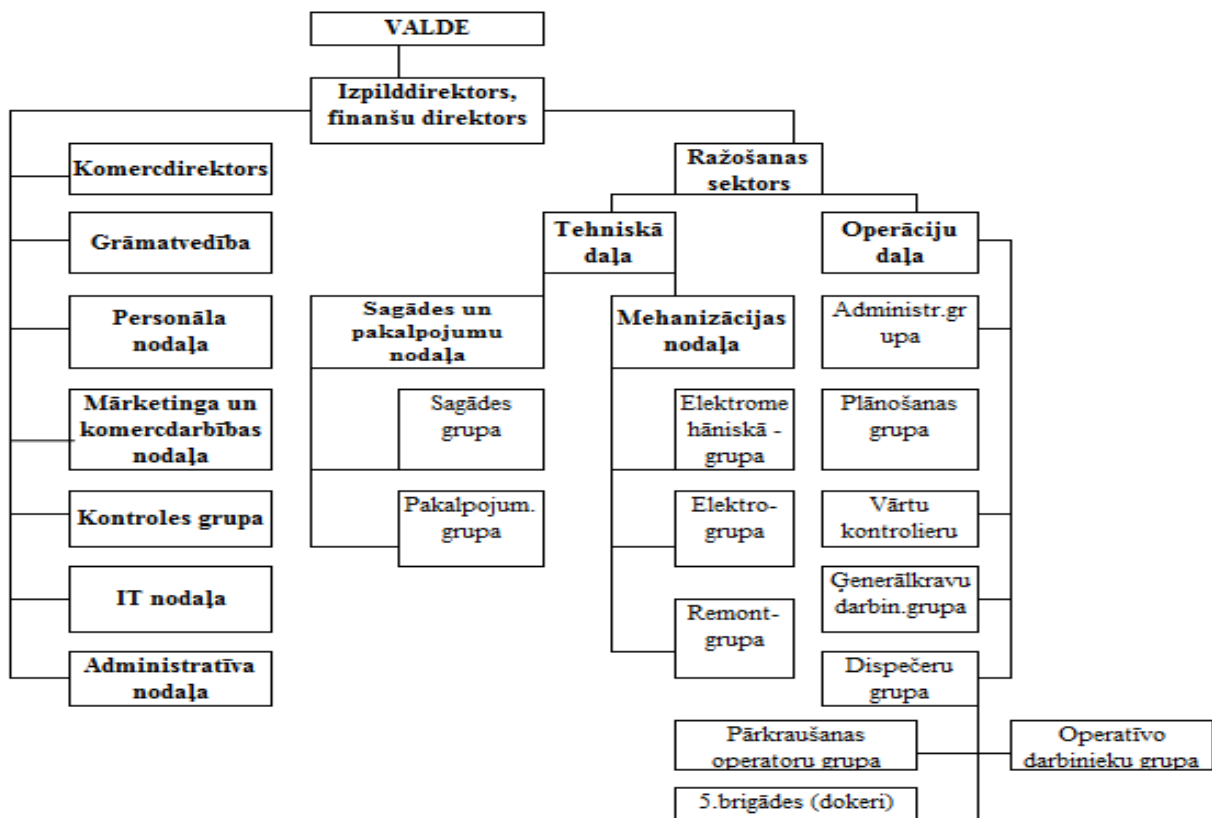 VALDE
Izpilddirektors,
finanšu direktors
Komercdirektors
Grāmatvedība
Personāla
nodaļa
Mārketinga un
komercdarbības
nodaļa
Kontroles grupa
IT nodaļa
Administratīva
nodaļa
Ražošanas
sektors
Tehniskā
daļa
Sagādes un
pakalpojumu
nodaļa
Sagādes
grupa
Pakalpojum.
grupa
Mehanizācijas
nodaļa
Elektrome
hāniskā -
grupa
Elektro-
grupa
Remont-
grupa
Operāciju
daļa
Administr.gr
upa
Plānošanas
grupa
Vārtu
kontrolieru
Ģenerālkravu
darbin.grupa
Dispečeru
grupa
Pārkraušanas
operatoru grupa
Operatīvo
darbinieku grupa
5.brigādes (dokeri)